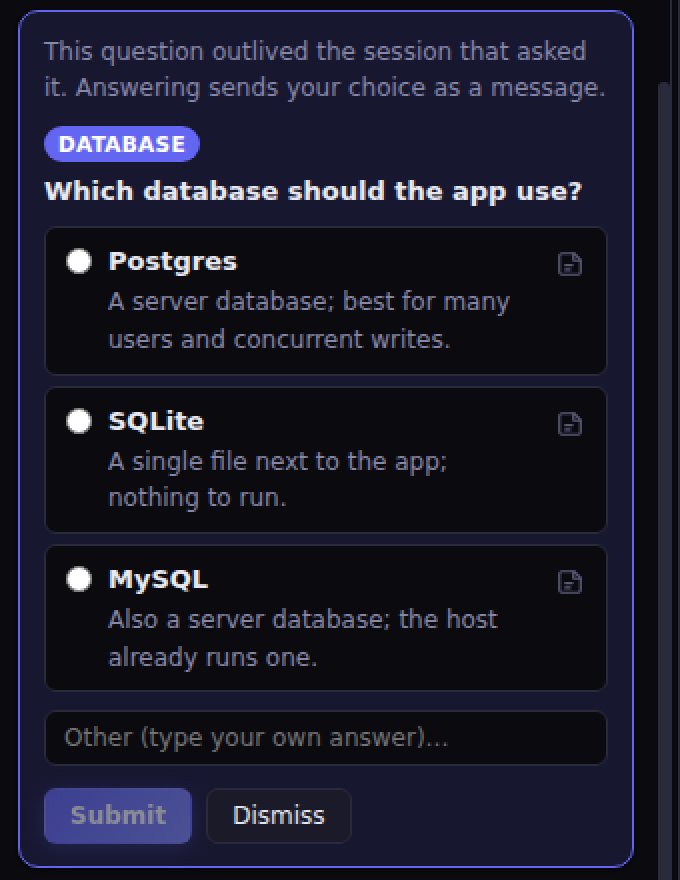 This question outlived the session that asked
it. Answering sends your choice as a message.
DATABASE
Which database should the app use?
Postgres
A server database; best for many
users and concurrent writes.
SQLite
A single file next to the app;
nothing to run.
MySQL
Also a server database; the host
already runs one.
Other (type your own answer)...
Submit
Dismiss